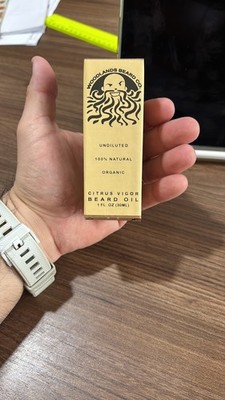 WOODLANDS BEARD CO.
UNDILUTED
100% NATURAL
ORGANIC
CITRUS VIGOR
BEARD OIL
1 FL. OZ (30ML)